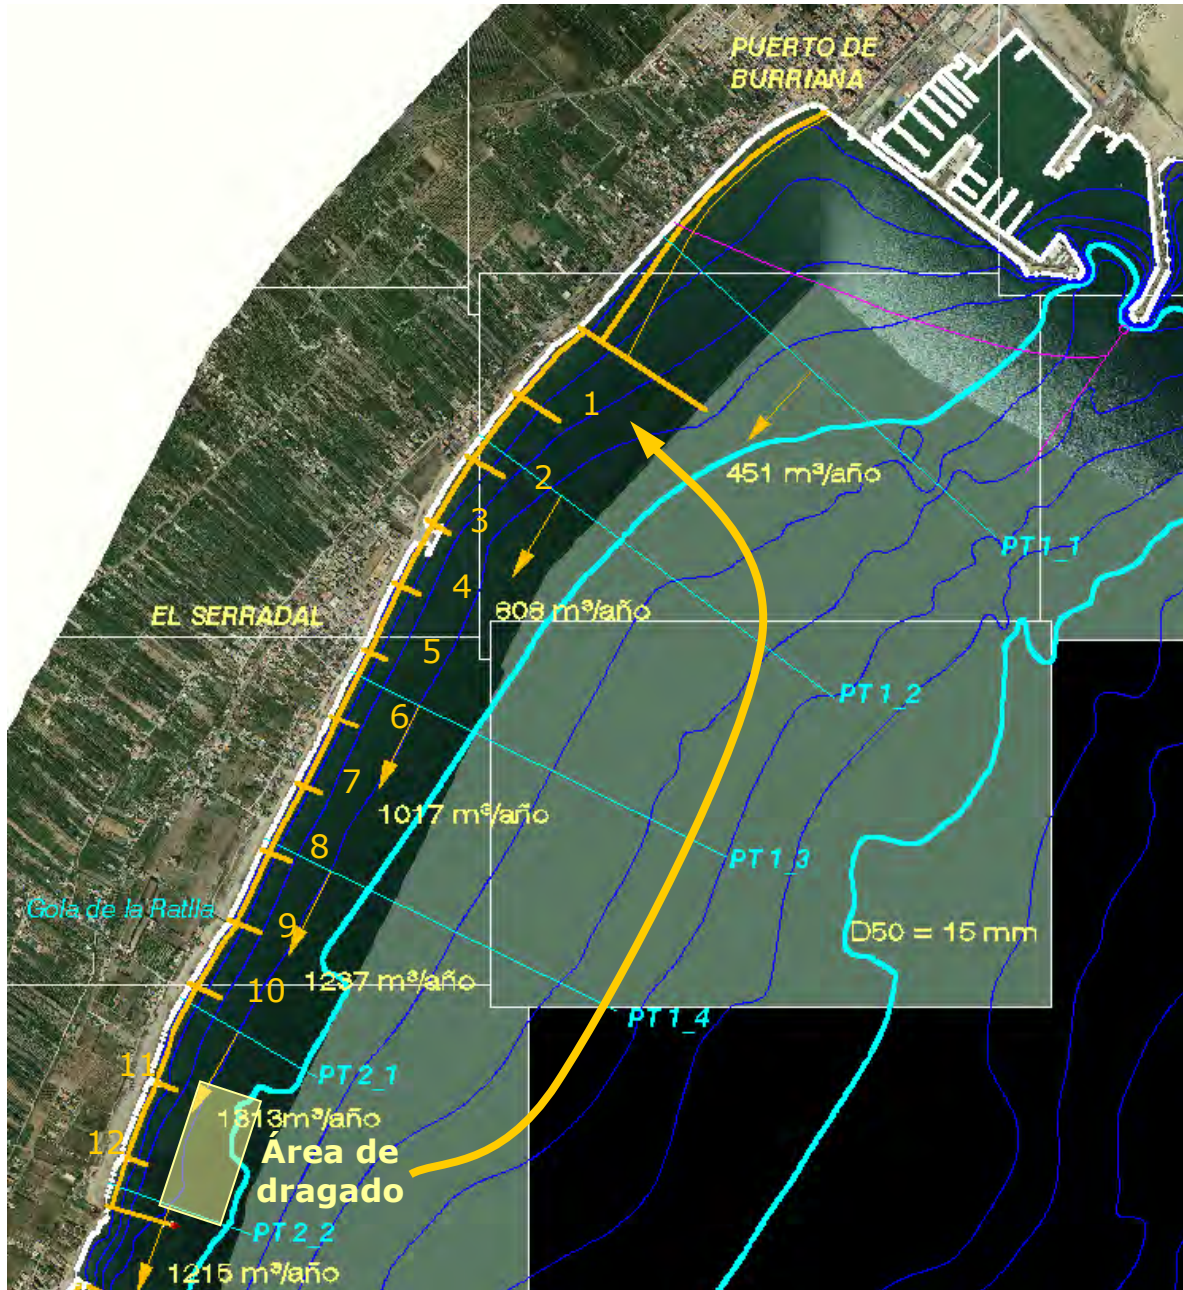 PUERTO DE
BURRIANA
1
451 m³/año
2
3
PT 1_1
4
EL SERRADAL
808 m³/año
5
PT 1_2
6
7
1017 m³/año
8
PT 1_3
Gola de la Ratlla
9
D50 = 15 mm
10
1237 m³/año
PT 1_4
11
PT 2_1
1313m³/año
12
Área de
dragado
PT 2_2
1215 m³/año